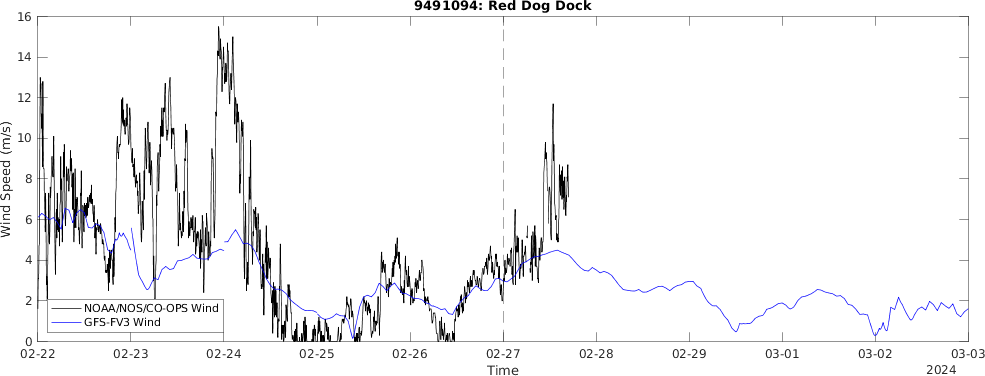 9491094: Red Dog Dock
16
14
12
10
8
6
4
2
0
Wind Speed (m/s)
NOAA/NOS/CO-OPS Wind
GFS-FV3 Wind
02-22 02-23 02-24 02-25 02-26 02-27 02-28 02-29 03-01 03-02 03-03
Time
2024